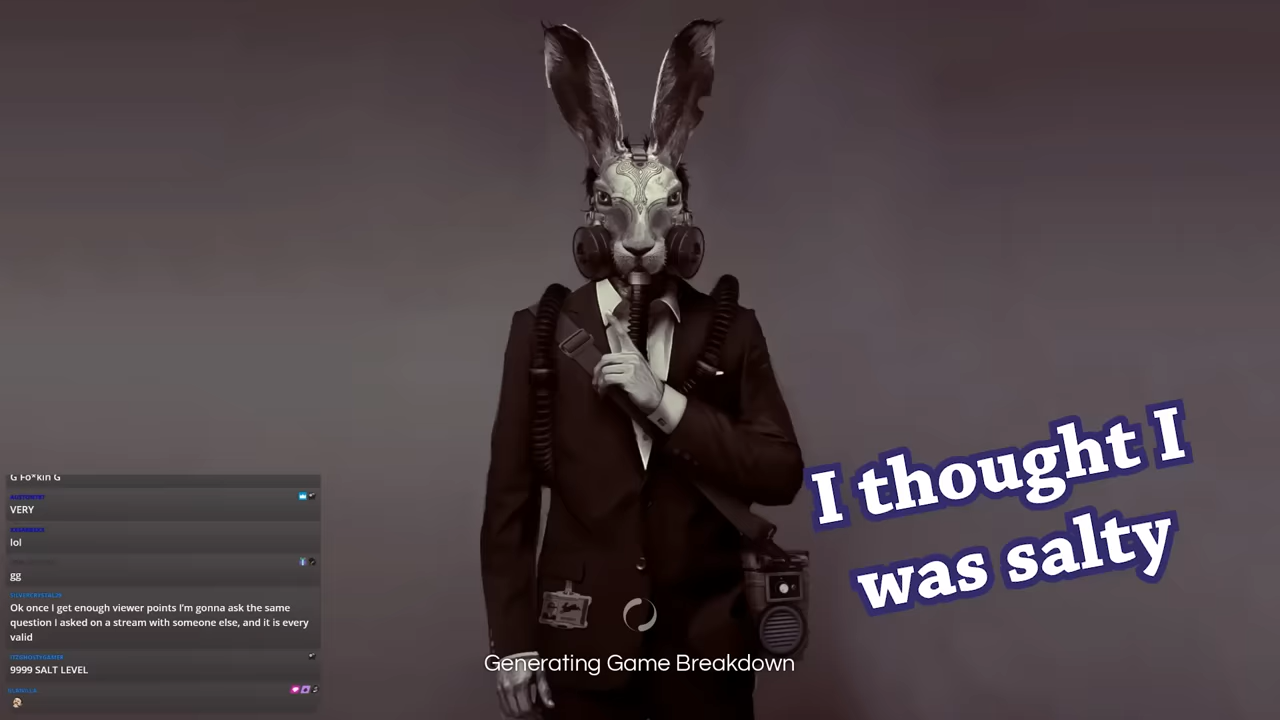 G Fo*kin G
VERY
lol
gg
Ok once I get enough viewer points I'm gonna ask the same
question I asked on a stream with someone else, and it is every
valid
9999 SALT LEVEL
I thought I
was salty
Generating Game Breakdown